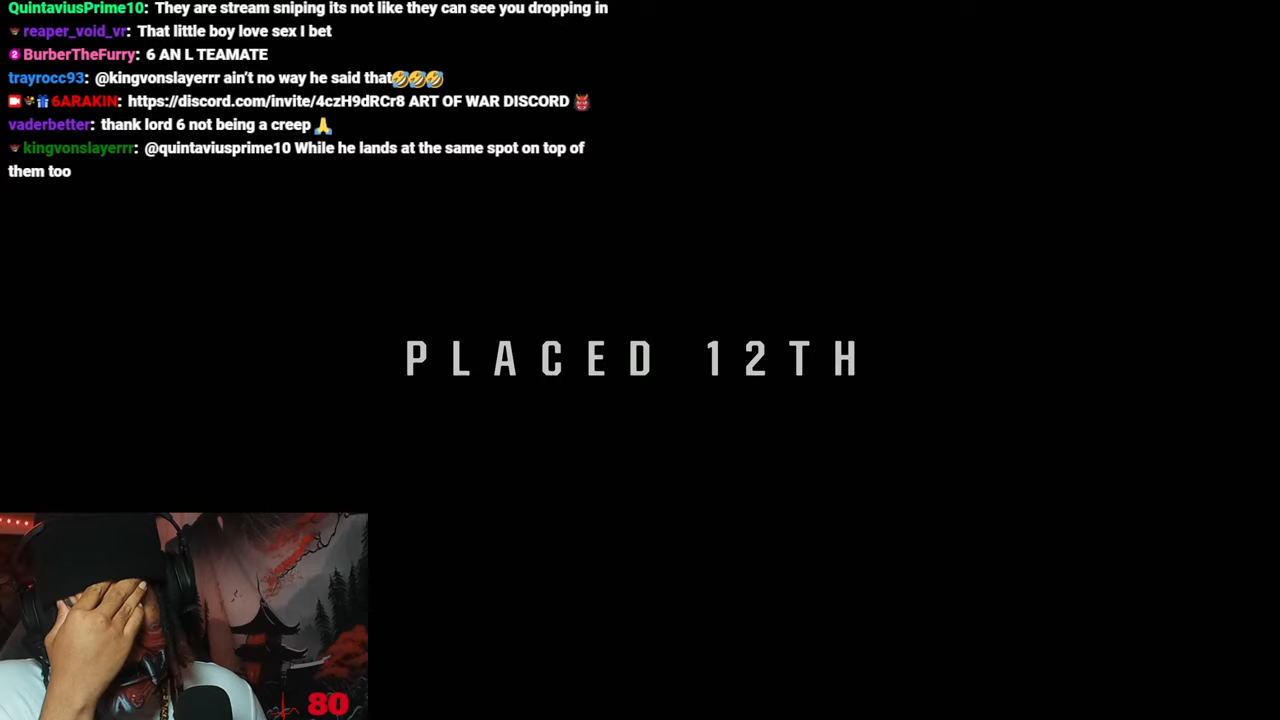 QuintaviusPrime10: They are stream sniping its not like they can see you dropping in
reaper_void_vr: That little boy love sex I bet
2 BurberTheFurry: 6 AN L TEAMATE
trayrocc93: @kingvonslayerrr ain't no way he said that🤣🤣🤣
6ARAKIN: https://discord.com/invite/4czH9dRCr8 ART OF WAR DISCORD 👹
vaderbetter: thank lord 6 not being a creep 🙏
kingvonslayerrr: @quintaviusprime10 While he lands at the same spot on top of
them too
PLACED 12TH
80